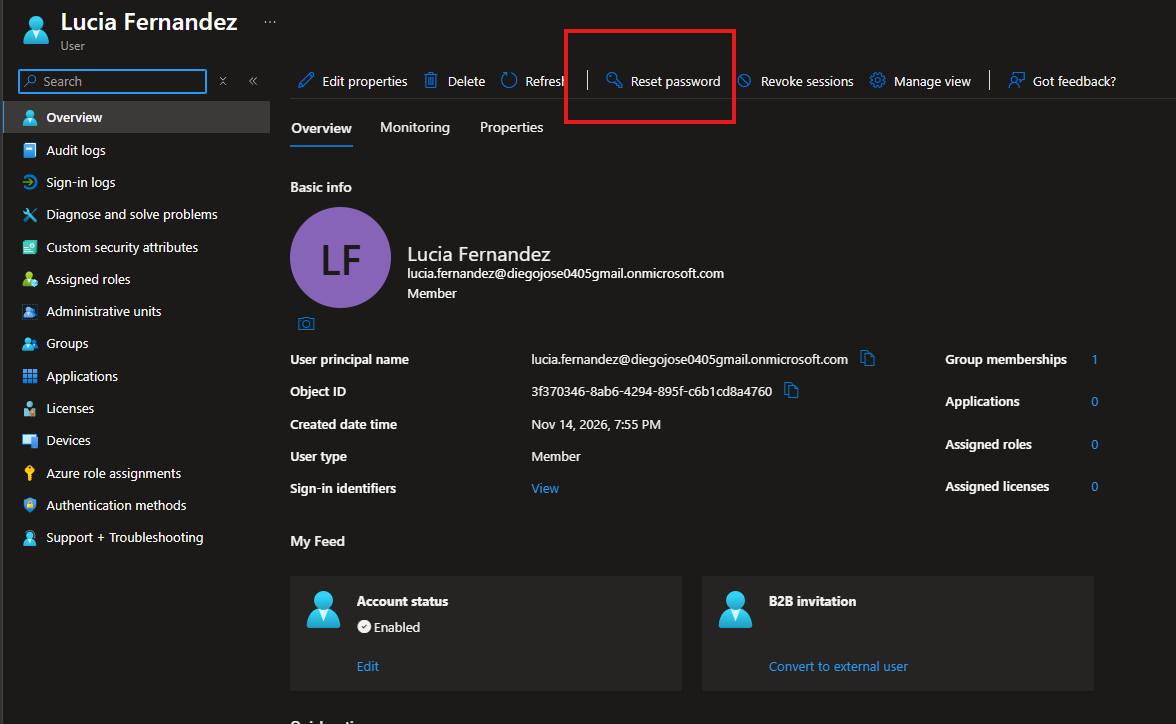 Lucia Fernandez ...
User
Search
Overview
Audit logs
Sign-in logs
Diagnose and solve problems
Custom security attributes
Assigned roles
Administrative units
Groups
Applications
Licenses
Devices
Azure role assignments
Authentication methods
Support + Troubleshooting
Edit properties Delete Refresh Reset password Revoke sessions Manage view Got feedback?
Overview Monitoring Properties
Basic info
LF
Lucia Fernandez
lucia.fernandez@diegojose0405gmail.onmicrosoft.com
Member
User principal name lucia.fernandez@diegojose0405gmail.onmicrosoft.com
Object ID 3f370346-8ab6-4294-895f-c6b1cd8a4760
Created date time Nov 14, 2026, 7:55 PM
User type Member
Sign-in identifiers View
Group memberships 1
Applications 0
Assigned roles 0
Assigned licenses 0
My Feed
Account status
Enabled
Edit
B2B invitation
Convert to external user